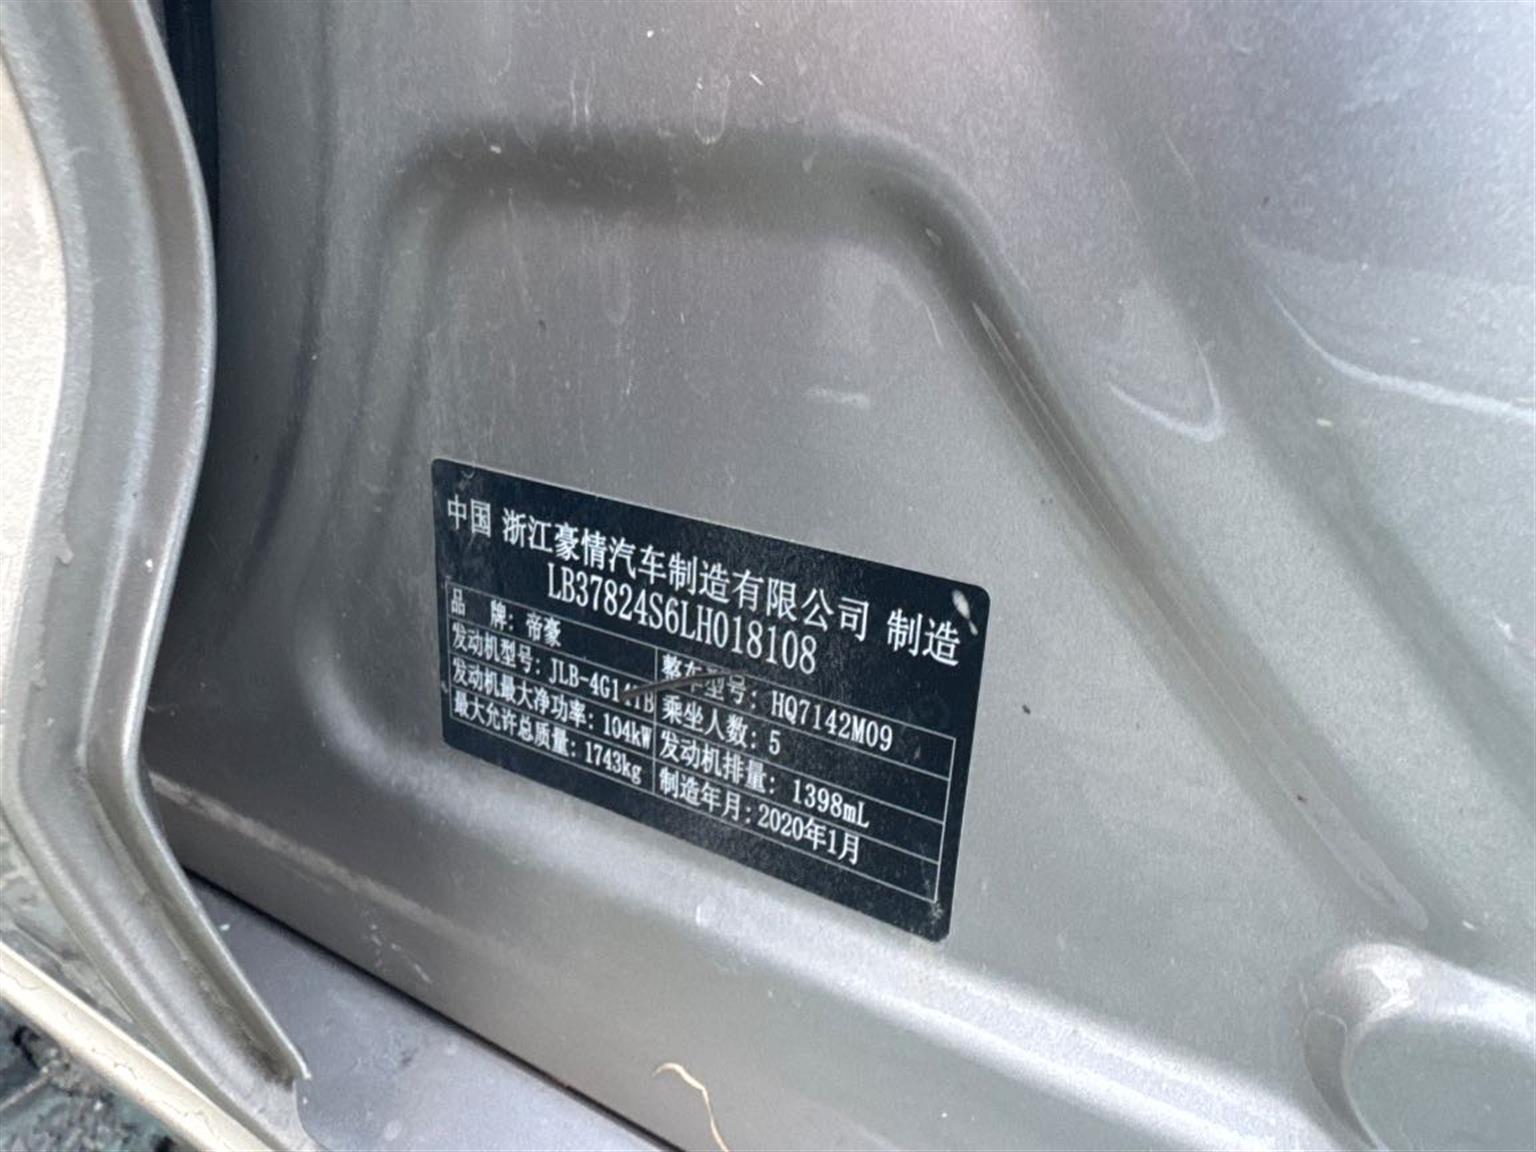 中国 浙江豪情汽车制造有限公司 制造
LB37824S6LH018108
品 牌: 帝豪
整车型号: HQ7142M09
发动机型号: JLB-4G14TB
乘坐人数: 5
发动机最大净功率: 104kW
发动机排量: 1398mL
最大允许总质量: 1743kg
制造年月: 2020年1月